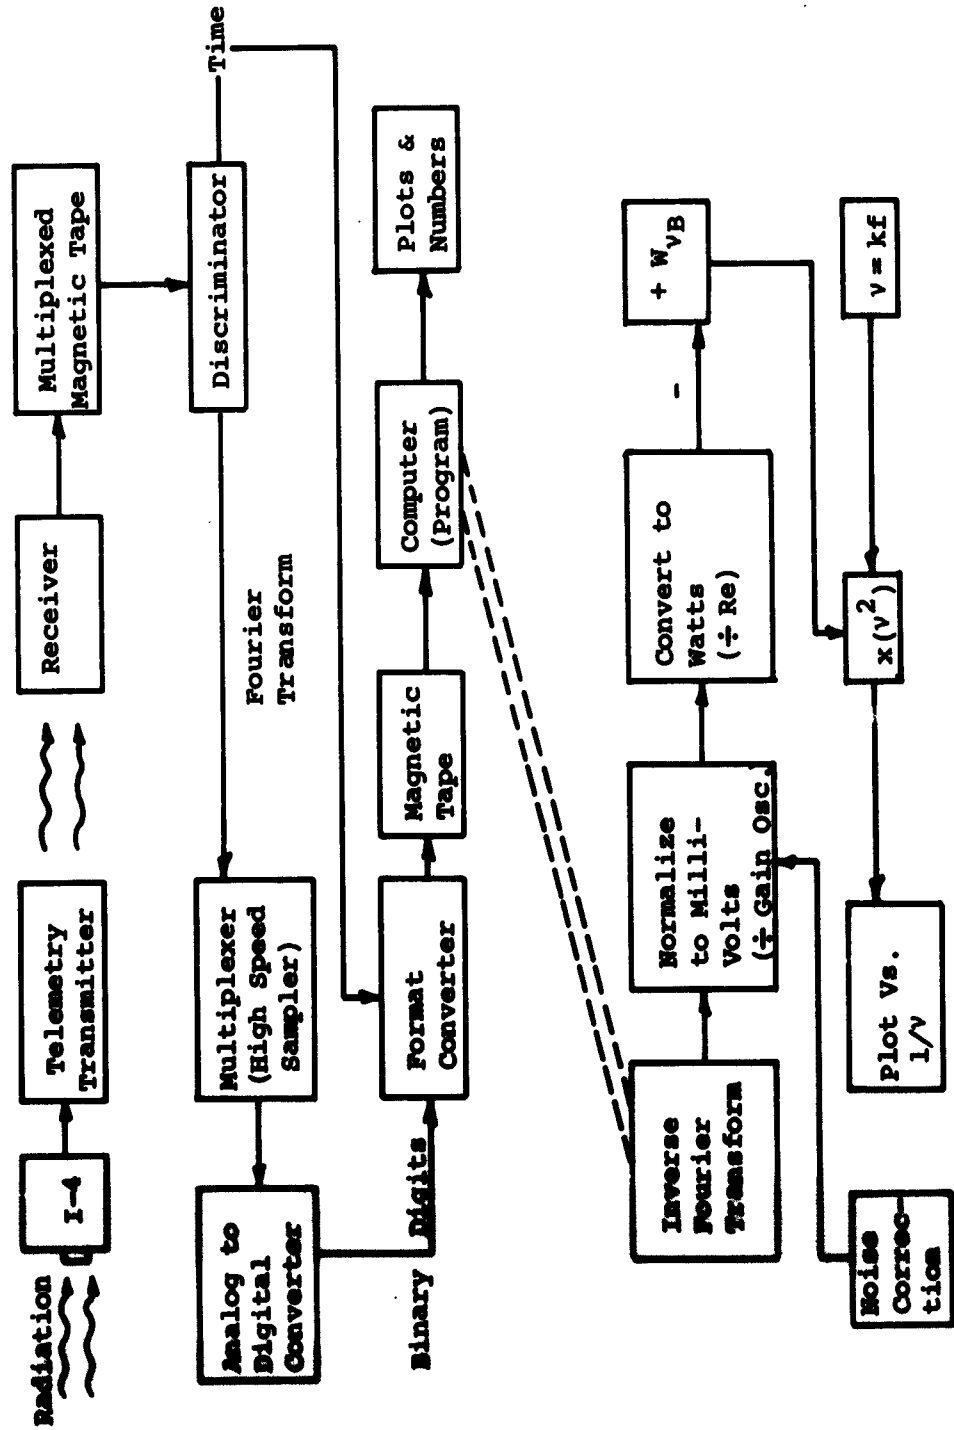 Radiation
I-4
Telemetry
Transmitter
Receiver
Multiplexed
Magnetic Tape
Discriminator
Time
Fourier
Transform
Multiplexer
(High Speed
Sampler)
Analog to
Digital
Converter
Binary Digits
Format
Converter
Magnetic
Tape
Computer
(Program)
Plots &
Numbers
Inverse
Fourier
Transform
Normalize
to Milli-
Volts
(÷ Gain Osc.)
Convert to
Watts
(÷ Re)
-
+ WνB
Noise
Correc-
tion
Plot Vs.
1/ν
x(ν²)
ν = kf